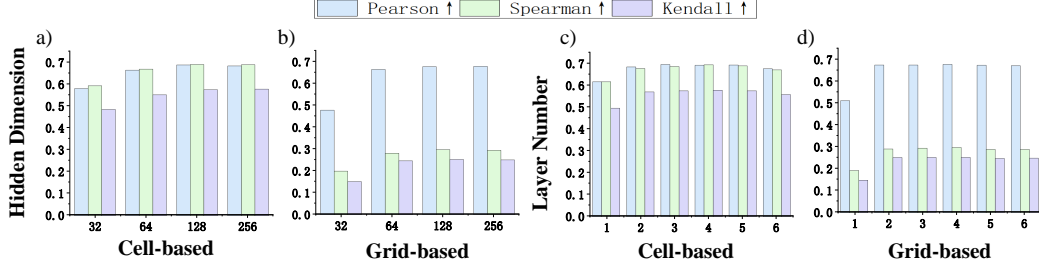 Pearson ↑ Spearman ↑ Kendall ↑
a) b) c) d)
Hidden Dimension
0.7
0.6
0.5
0.4
0.3
0.2
0.1
0.0
32 64 128 256
Cell-based
0.7
0.6
0.5
0.4
0.3
0.2
0.1
0.0
32 64 128 256
Grid-based
Layer Number
0.7
0.6
0.5
0.4
0.3
0.2
0.1
0.0
1 2 3 4 5 6
Cell-based
0.7
0.6
0.5
0.4
0.3
0.2
0.1
0.0
1 2 3 4 5 6
Grid-based